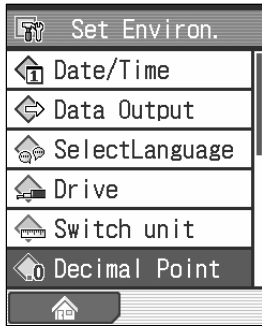 Set Environ.
Date/Time
Data Output
SelectLanguage
Drive
Switch unit
Decimal Point